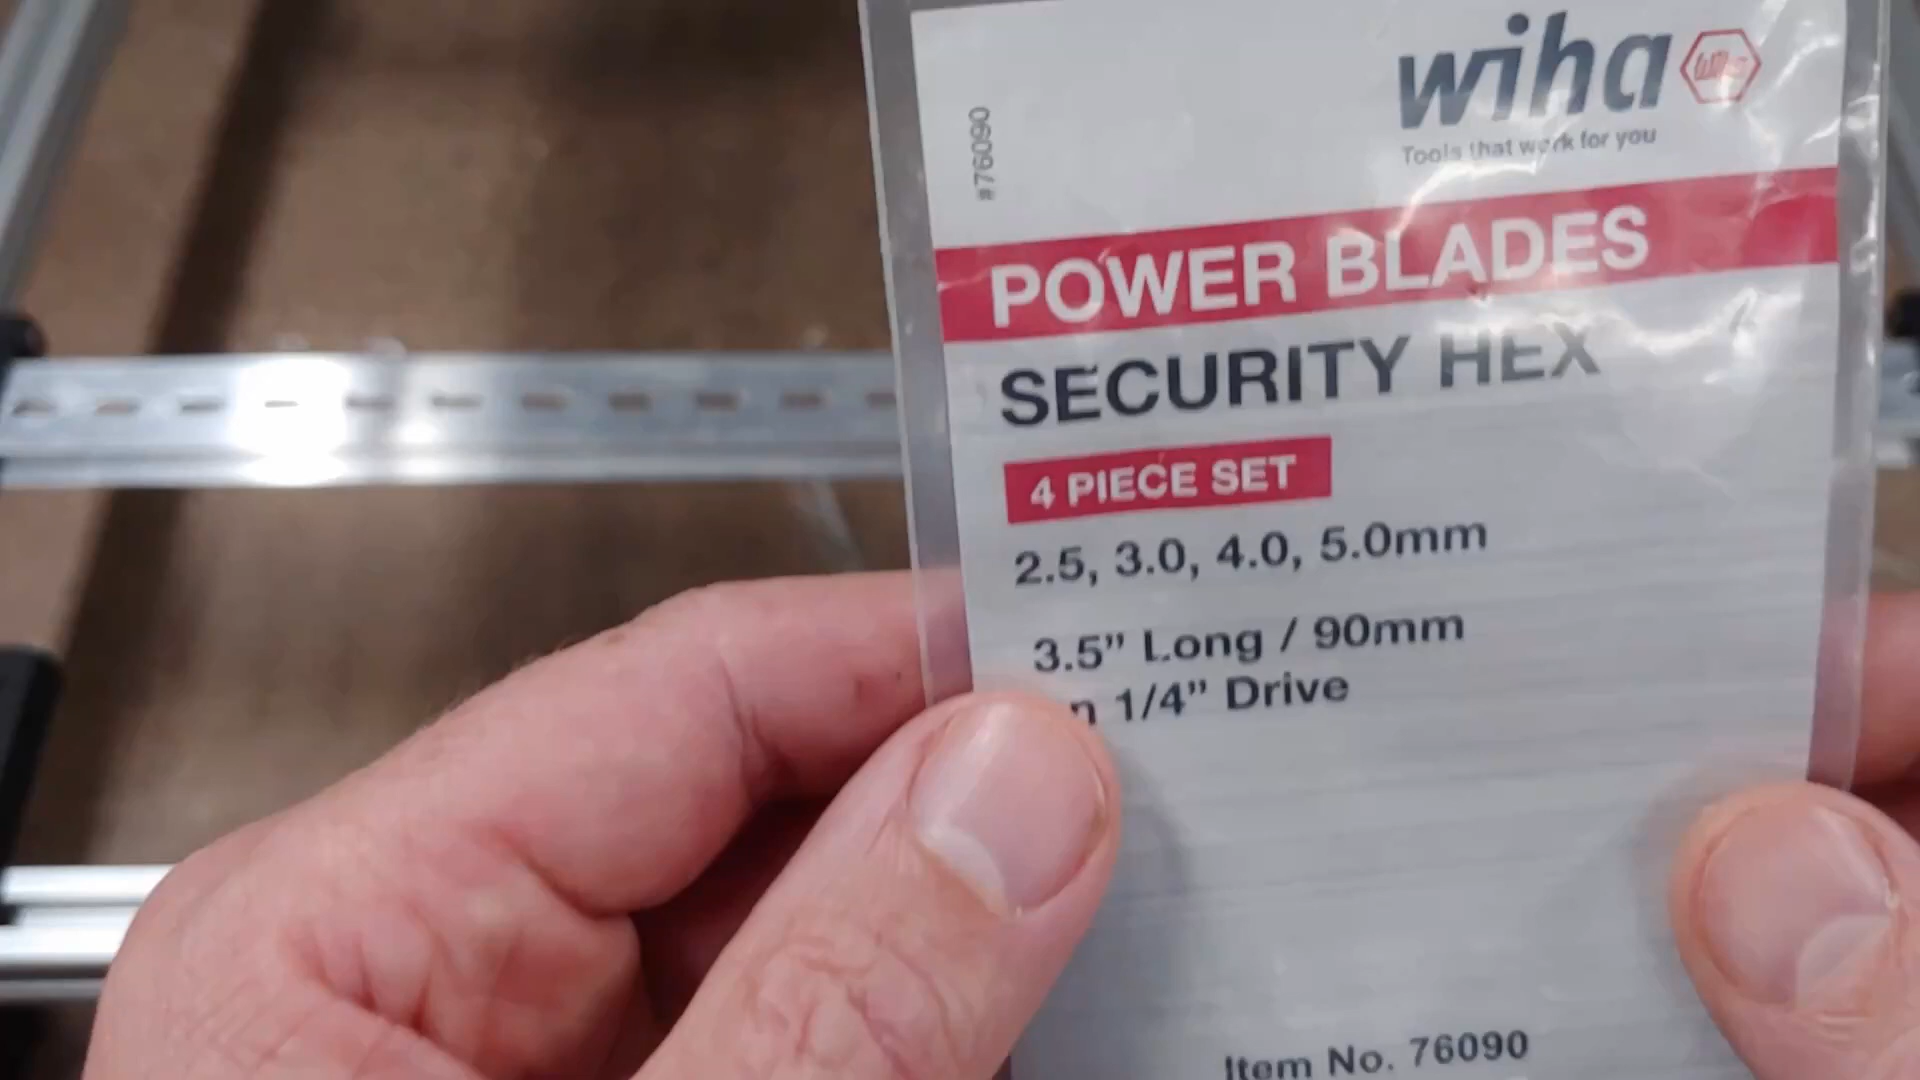 wiha
Tools that work for you
#76090
POWER BLADES
SECURITY HEX
4 PIECE SET
2.5, 3.0, 4.0, 5.0mm
3.5” Long / 90mm
1/4” Drive
Item No. 76090